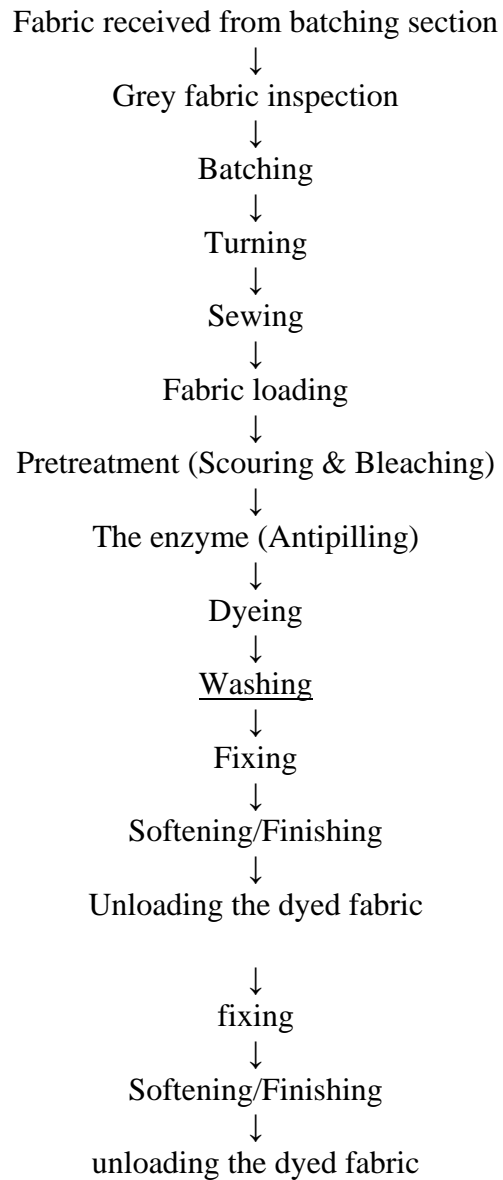 Fabric received from batching section
↓
Grey fabric inspection
↓
Batching
↓
Turning
↓
Sewing
↓
Fabric loading
↓
Pretreatment (Scouring & Bleaching)
↓
The enzyme (Antipilling)
↓
Dyeing
↓
Washing
↓
Fixing
↓
Softening/Finishing
↓
Unloading the dyed fabric
↓
fixing
↓
Softening/Finishing
↓
unloading the dyed fabric